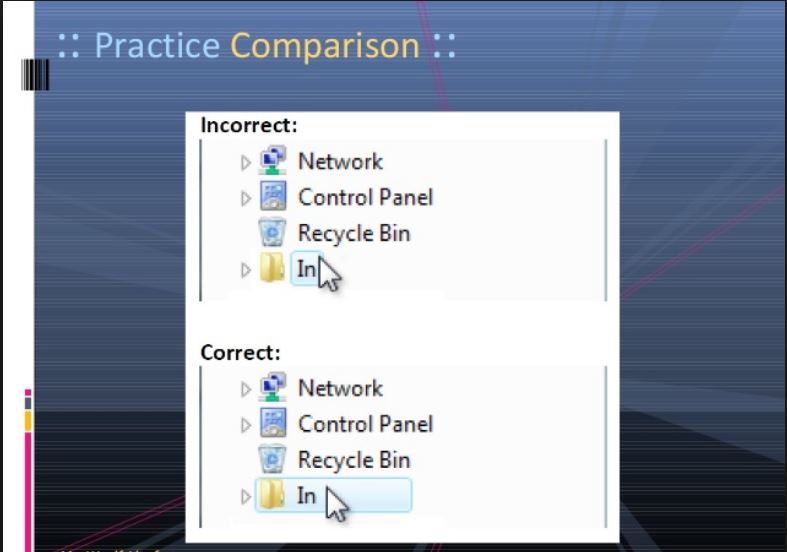 :: Practice Comparison ::
Incorrect:
Network
Control Panel
Recycle Bin
In
Correct:
Network
Control Panel
Recycle Bin
In